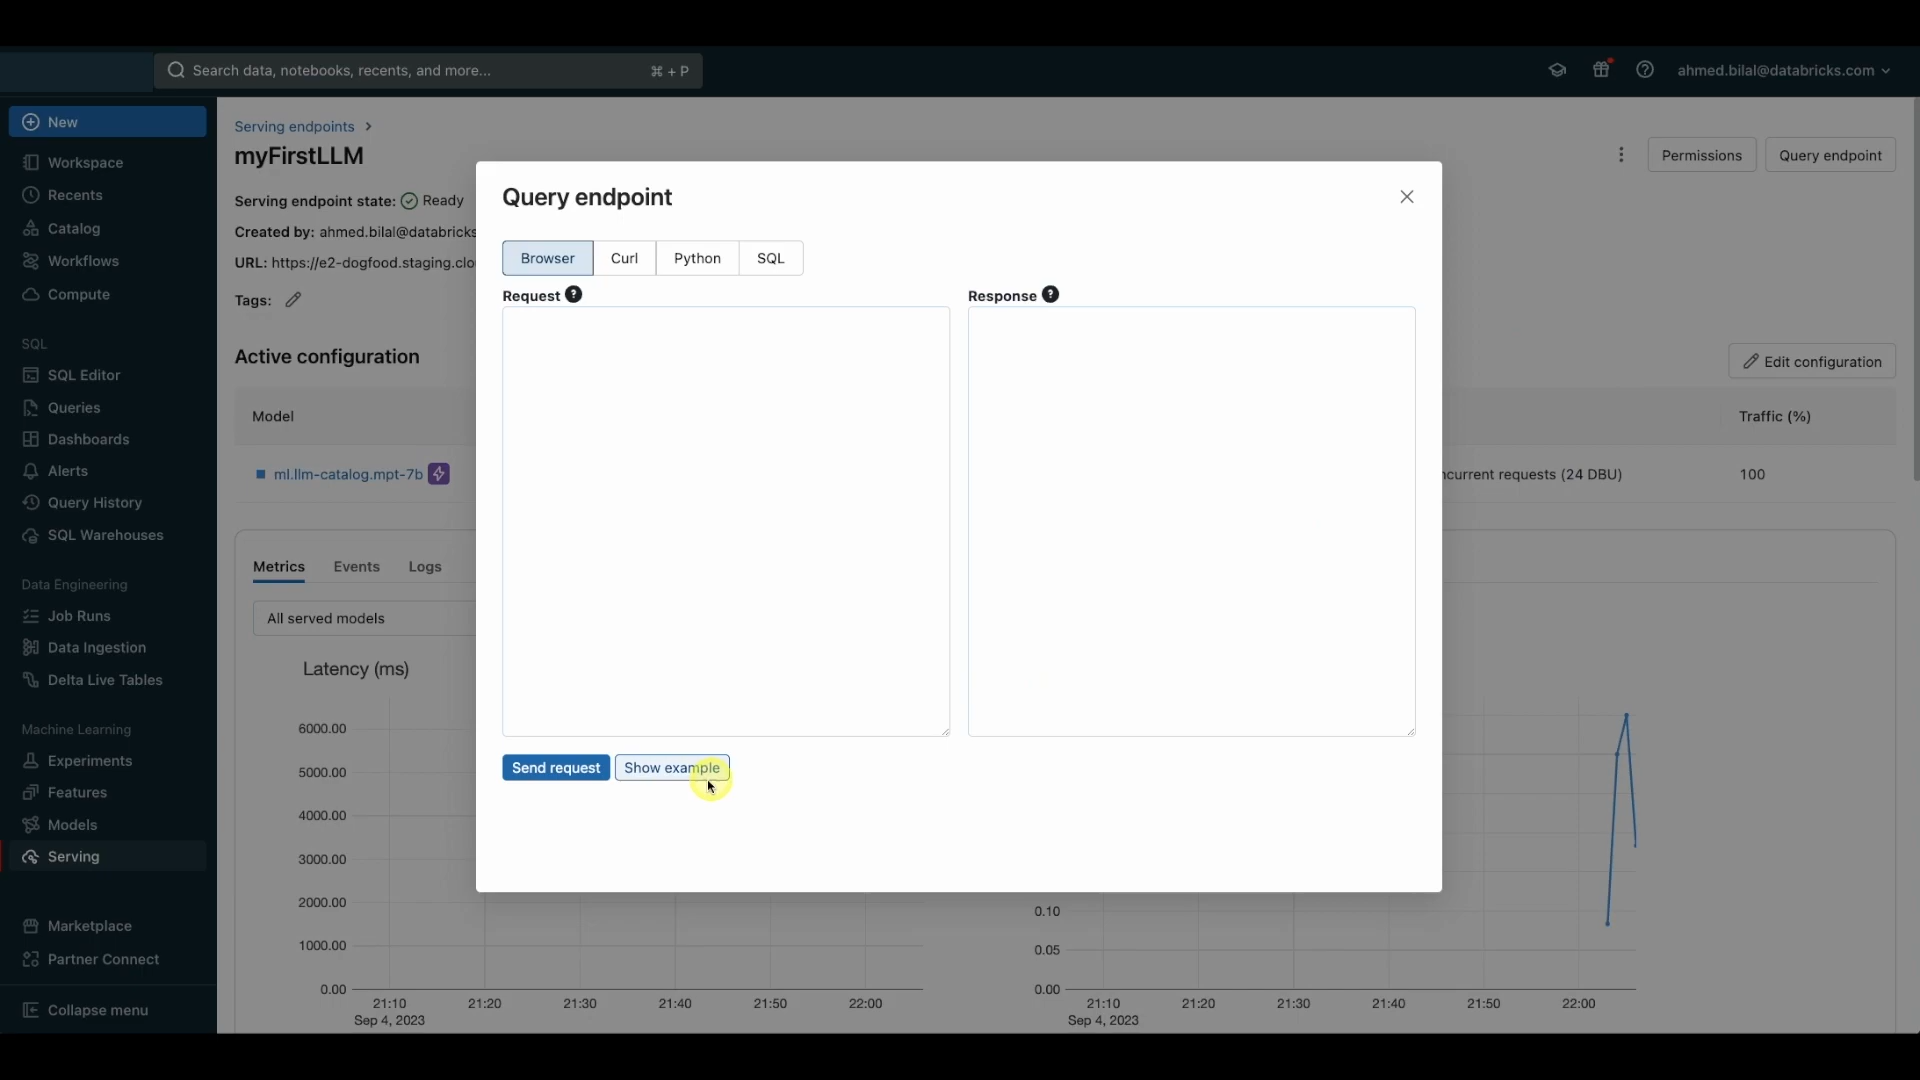 Search data, notebooks, recents, and more...
⌘ + P
ahmed.bilal@databricks.com
New
Workspace
Recents
Catalog
Workflows
Compute
SQL
SQL Editor
Queries
Dashboards
Alerts
Query History
SQL Warehouses
Data Engineering
Job Runs
Data Ingestion
Delta Live Tables
Machine Learning
Experiments
Features
Models
Serving
Marketplace
Partner Connect
Collapse menu
Serving endpoints >
myFirstLLM
Permissions
Query endpoint
Serving endpoint state: Ready
Created by: ahmed.bilal@databricks
URL: https://e2-dogfood.staging.clo
Tags:
Active configuration
Edit configuration
Model
Traffic (%)
ml.llm-catalog.mpt-7b
ncurrent requests (24 DBU)
100
Metrics
Events
Logs
All served models
Latency (ms)
6000.00
5000.00
4000.00
3000.00
2000.00
1000.00
0.00
21:10
21:20
21:30
21:40
21:50
22:00
Sep 4, 2023
0.10
0.05
0.00
21:10
21:20
21:30
21:40
21:50
22:00
Sep 4, 2023
Query endpoint
Browser
Curl
Python
SQL
Request ?
Response ?
Send request
Show example